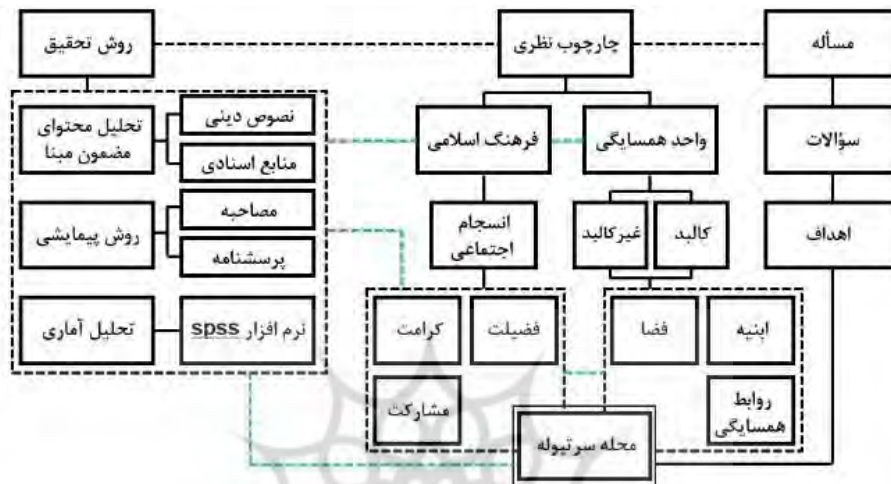 مسأله
چارچوب نظری
روش تحقیق
سؤالات
واحد همسایگی
فرهنگ اسلامی
نصوص دینی
تحلیل محتوای
مضمون مبنا
منابع اسنادی
اهداف
کالبد
غیرکالبد
انسجام
اجتماعی
مصاحبه
روش پیمایشی
پرسشنامه
ابنیه
فضا
فضیلت
کرامت
نرم افزار spss
تحلیل آماری
روابط
همسایگی
مشارکت
محله سرتپوله